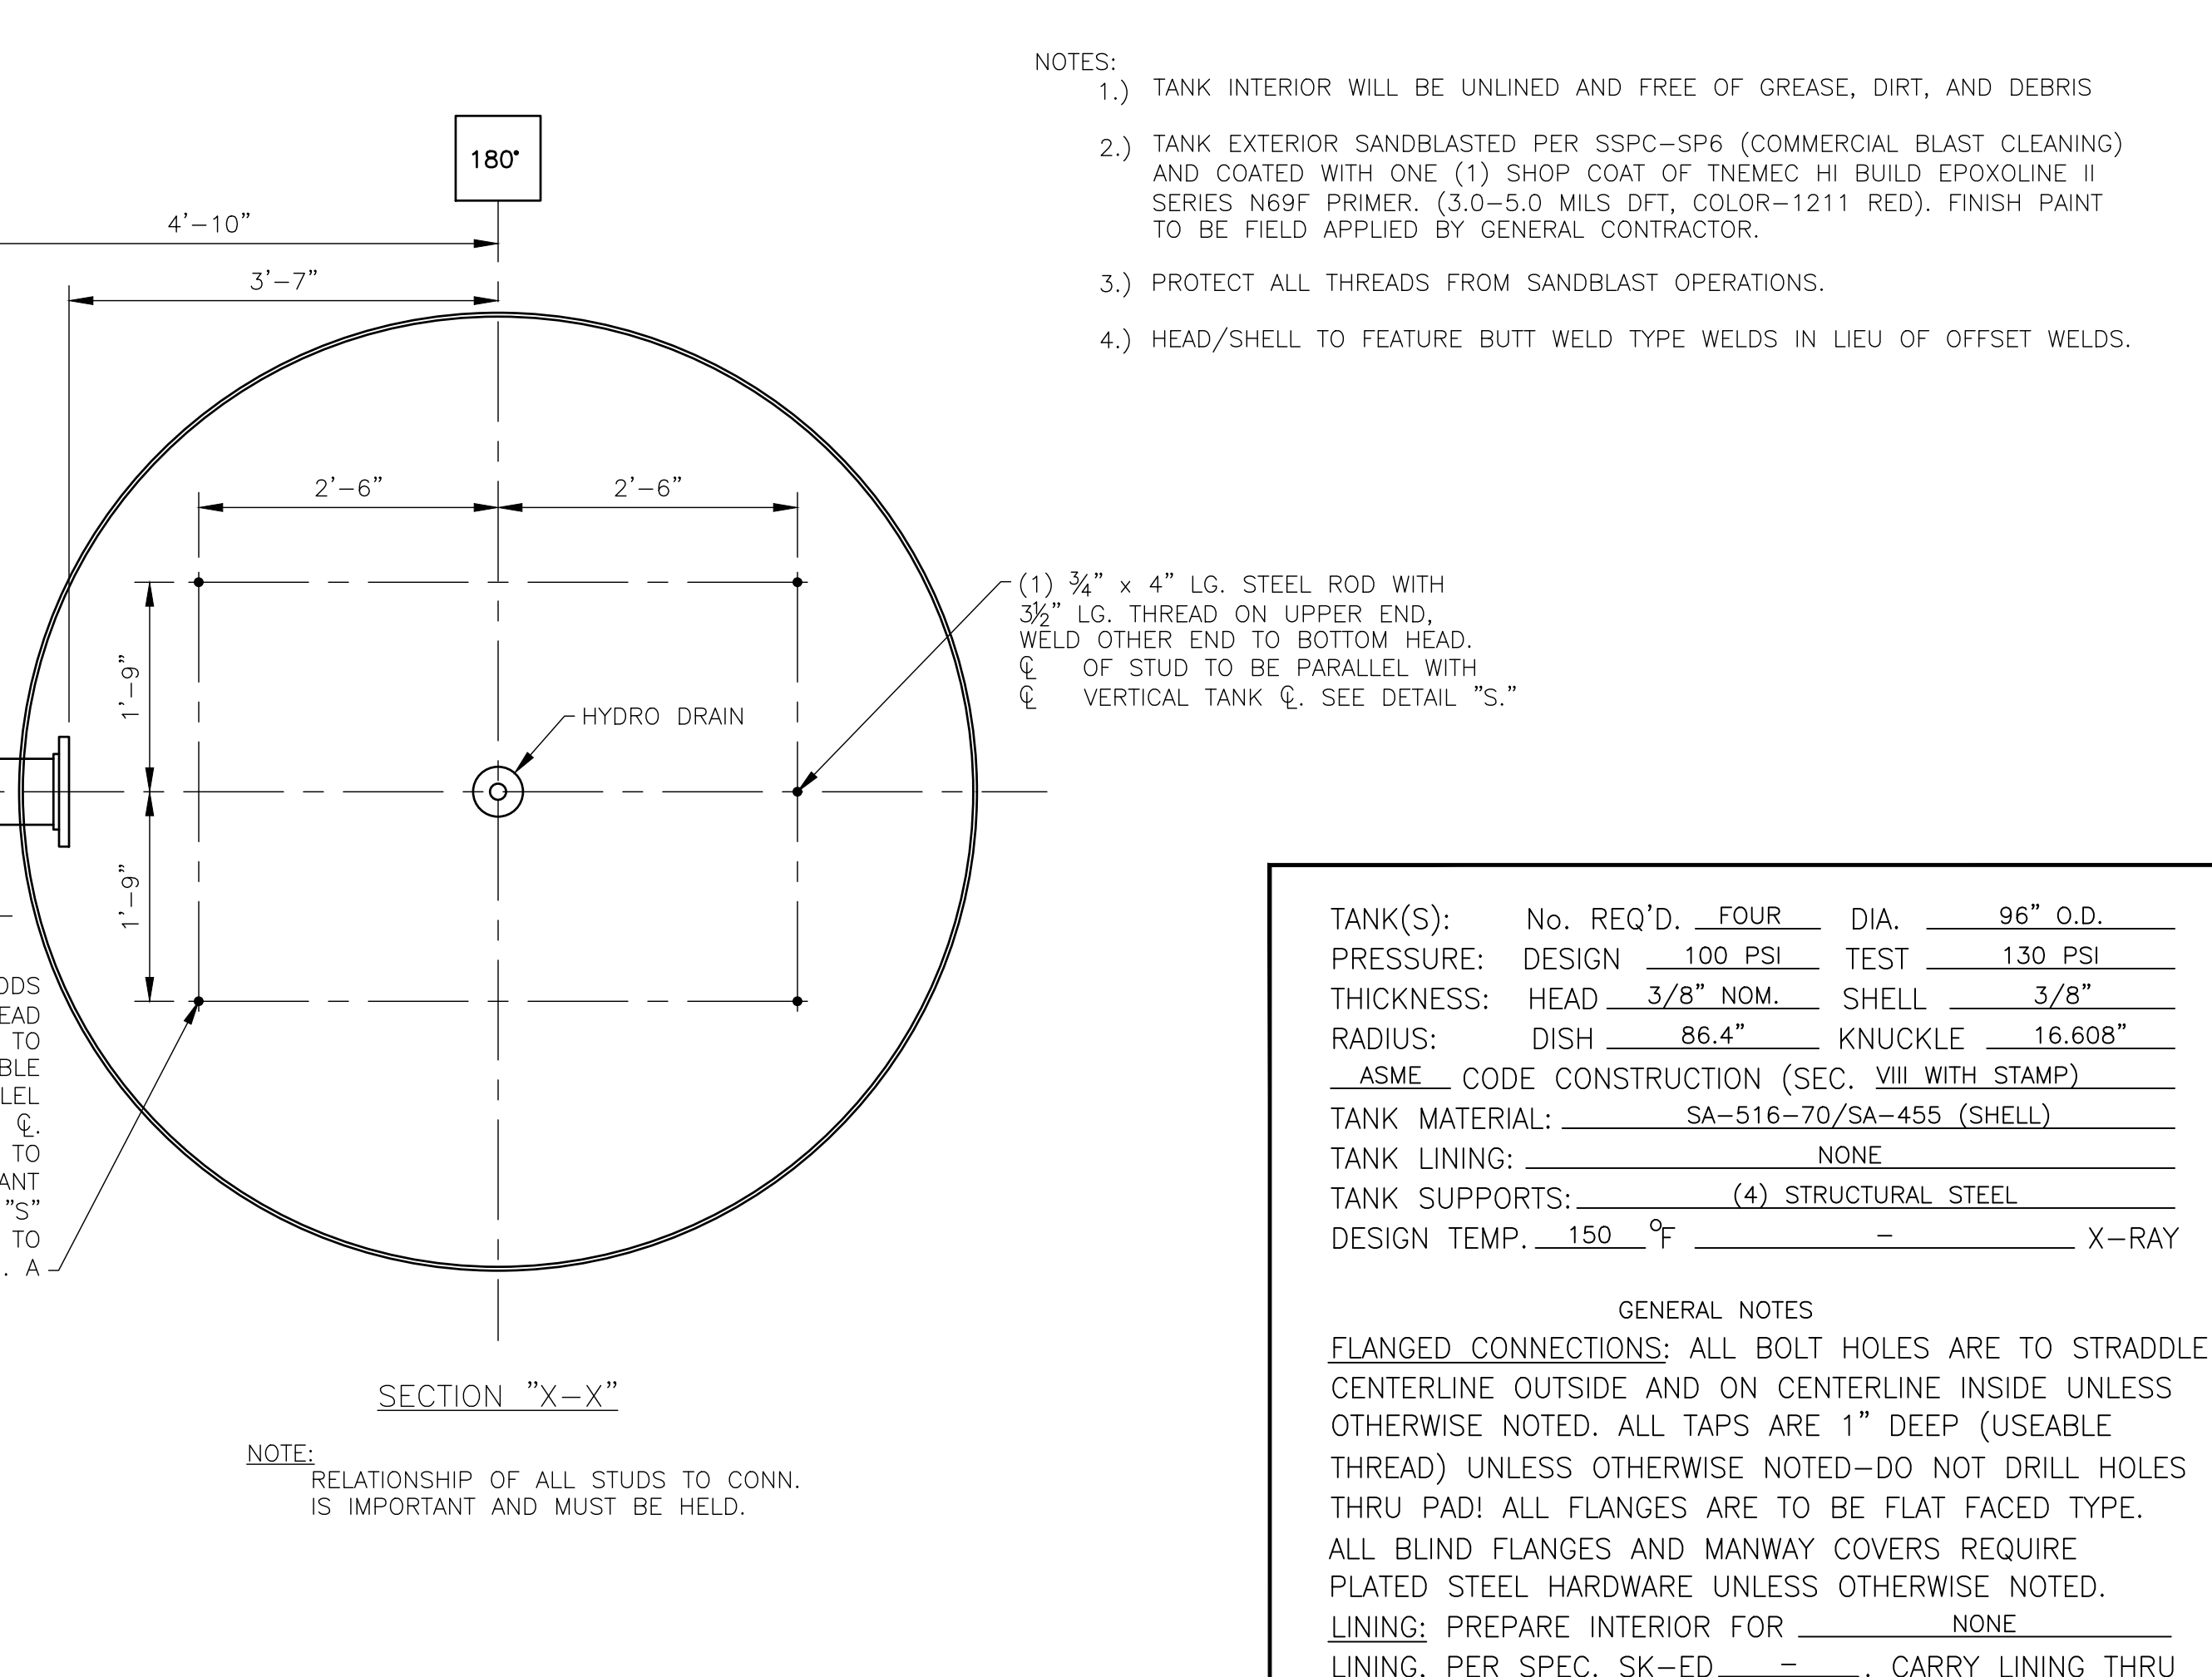 NOTES:
1.) TANK INTERIOR WILL BE UNLINED AND FREE OF GREASE, DIRT, AND DEBRIS
2.) TANK EXTERIOR SANDBLASTED PER SSPC-SP6 (COMMERCIAL BLAST CLEANING)
AND COATED WITH ONE (1) SHOP COAT OF TNEMEC HI BUILD EPOXOLINE II
SERIES N69F PRIMER. (3.0-5.0 MILS DFT, COLOR-1211 RED). FINISH PAINT
TO BE FIELD APPLIED BY GENERAL CONTRACTOR.
3.) PROTECT ALL THREADS FROM SANDBLAST OPERATIONS.
4.) HEAD/SHELL TO FEATURE BUTT WELD TYPE WELDS IN LIEU OF OFFSET WELDS.
180°
4'-10"
3'-7"
2'-6" 2'-6"
1'-9"
1'-9"
HYDRO DRAIN
(1) ¾" x 4" LG. STEEL ROD WITH
3½" LG. THREAD ON UPPER END,
WELD OTHER END TO BOTTOM HEAD.
℄ OF STUD TO BE PARALLEL WITH
℄ VERTICAL TANK ℄. SEE DETAIL "S."
ODS
EAD
TO
BLE
LEL
℄.
TO
ANT
"S"
TO
. A
SECTION "X-X"
NOTE:
RELATIONSHIP OF ALL STUDS TO CONN.
IS IMPORTANT AND MUST BE HELD.
TANK(S): No. REQ'D. FOUR DIA. 96" O.D.
PRESSURE: DESIGN 100 PSI TEST 130 PSI
THICKNESS: HEAD 3/8" NOM. SHELL 3/8"
RADIUS: DISH 86.4" KNUCKLE 16.608"
ASME CODE CONSTRUCTION (SEC. VIII WITH STAMP)
TANK MATERIAL: SA-516-70/SA-455 (SHELL)
TANK LINING: NONE
TANK SUPPORTS: (4) STRUCTURAL STEEL
DESIGN TEMP. 150 °F - X-RAY
GENERAL NOTES
FLANGED CONNECTIONS: ALL BOLT HOLES ARE TO STRADDLE
CENTERLINE OUTSIDE AND ON CENTERLINE INSIDE UNLESS
OTHERWISE NOTED. ALL TAPS ARE 1" DEEP (USEABLE
THREAD) UNLESS OTHERWISE NOTED-DO NOT DRILL HOLES
THRU PAD! ALL FLANGES ARE TO BE FLAT FACED TYPE.
ALL BLIND FLANGES AND MANWAY COVERS REQUIRE
PLATED STEEL HARDWARE UNLESS OTHERWISE NOTED.
LINING: PREPARE INTERIOR FOR NONE
LINING, PER SPEC. SK-ED - . CARRY LINING THRU